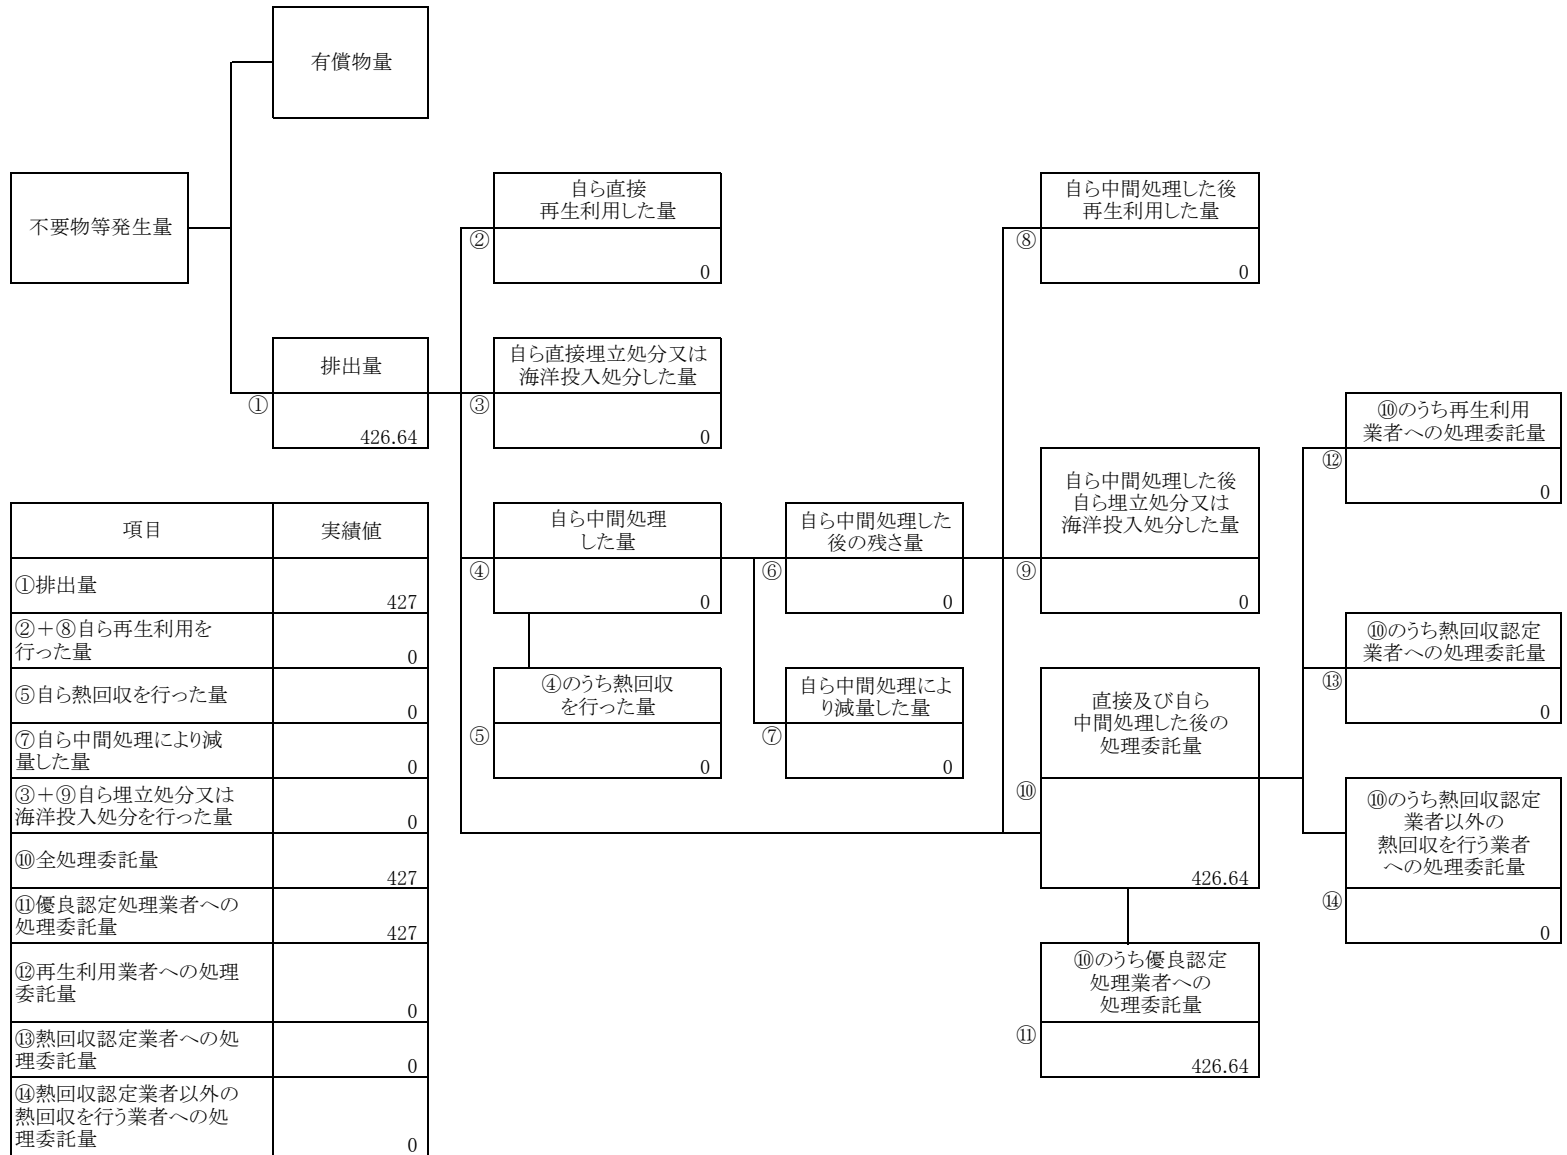 有償物量
不要物等発生量
排出量
①
426.64
自ら直接
再生利用した量
②
0
自ら直接埋立処分又は
海洋投入処分した量
③
0
自ら中間処理
した量
④
0
④のうち熱回収
を行った量
⑤
0
自ら中間処理した
後の残さ量
⑥
0
自ら中間処理によ
り減量した量
⑦
0
自ら中間処理した後
再生利用した量
⑧
0
自ら中間処理した後
自ら埋立処分又は
海洋投入処分した量
⑨
0
直接及び自ら
中間処理した後の
処理委託量
⑩
426.64
⑩のうち優良認定
処理業者への
処理委託量
⑪
426.64
⑩のうち再生利用
業者への処理委託量
⑫
0
⑩のうち熱回収認定
業者への処理委託量
⑬
0
⑩のうち熱回収認定
業者以外の
熱回収を行う業者
への処理委託量
⑭
0
項目 実績値
①排出量
427
②＋⑧自ら再生利用を
行った量
0
⑤自ら熱回収を行った量
0
⑦自ら中間処理により減
量した量
0
③＋⑨自ら埋立処分又は
海洋投入処分を行った量
0
⑩全処理委託量
427
⑪優良認定処理業者への
処理委託量
427
⑫再生利用業者への処理
委託量
0
⑬熱回収認定業者への処
理委託量
0
⑭熱回収認定業者以外の
熱回収を行う業者への処
理委託量
0